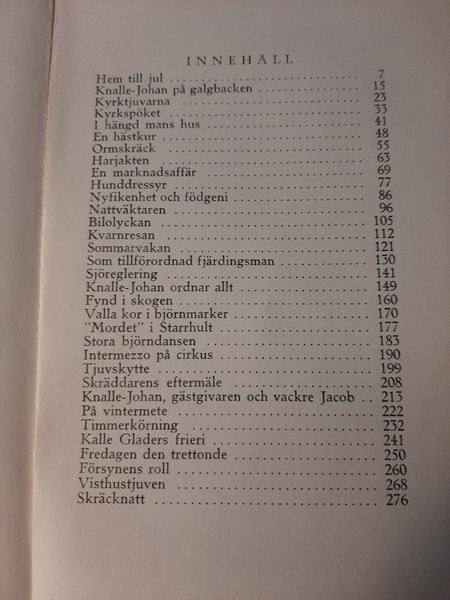 INNEHÅLL
Hem till jul . . . . . . . . . . . . . . . . . . . . . . . . . . 7
Knalle-Johan på galgbacken . . . . . . . . . . . . . . 15
Kyrktjuvarna . . . . . . . . . . . . . . . . . . . . . . . . . . 23
Kyrkspöket . . . . . . . . . . . . . . . . . . . . . . . . . . 33
I hängd mans hus . . . . . . . . . . . . . . . . . . . . 41
En hästkur . . . . . . . . . . . . . . . . . . . . . . . . . . 48
Ormskräck . . . . . . . . . . . . . . . . . . . . . . . . . . 55
Harjakten . . . . . . . . . . . . . . . . . . . . . . . . . . 63
En marknadsaffär . . . . . . . . . . . . . . . . . . . . 69
Hunddressyr . . . . . . . . . . . . . . . . . . . . . . . . 77
Nyfikenhet och födgeni . . . . . . . . . . . . . . . . 86
Nattväktaren . . . . . . . . . . . . . . . . . . . . . . . . 96
Bilolyckan . . . . . . . . . . . . . . . . . . . . . . . . . . 105
Kvarnresan . . . . . . . . . . . . . . . . . . . . . . . . . . 112
Sommarvakan . . . . . . . . . . . . . . . . . . . . . . . . 121
Som tillförordnad fjärdingsman . . . . . . . . . . 130
Sjöreglering . . . . . . . . . . . . . . . . . . . . . . . . 141
Knalle-Johan ordnar allt . . . . . . . . . . . . . . 149
Fynd i skogen . . . . . . . . . . . . . . . . . . . . . . 160
Valla kor i björnmarker . . . . . . . . . . . . . . 170
"Mordet" i Starrhult . . . . . . . . . . . . . . . . 177
Stora björndansen . . . . . . . . . . . . . . . . . . 183
Intermezzo på cirkus . . . . . . . . . . . . . . . . 190
Tjuvskytte . . . . . . . . . . . . . . . . . . . . . . . . 199
Skräddarens eftermäle . . . . . . . . . . . . . . . . 208
Knalle-Johan, gästgivaren och vackre Jacob . . 213
På vintermete . . . . . . . . . . . . . . . . . . . . . . 222
Timmerkörning . . . . . . . . . . . . . . . . . . . . . . 232
Kalle Gladers frieri . . . . . . . . . . . . . . . . . . 241
Fredagen den trettonde . . . . . . . . . . . . . . 250
Försynens roll . . . . . . . . . . . . . . . . . . . . . . 260
Visthustjuven . . . . . . . . . . . . . . . . . . . . . . 268
Skräcknatt . . . . . . . . . . . . . . . . . . . . . . . . 276